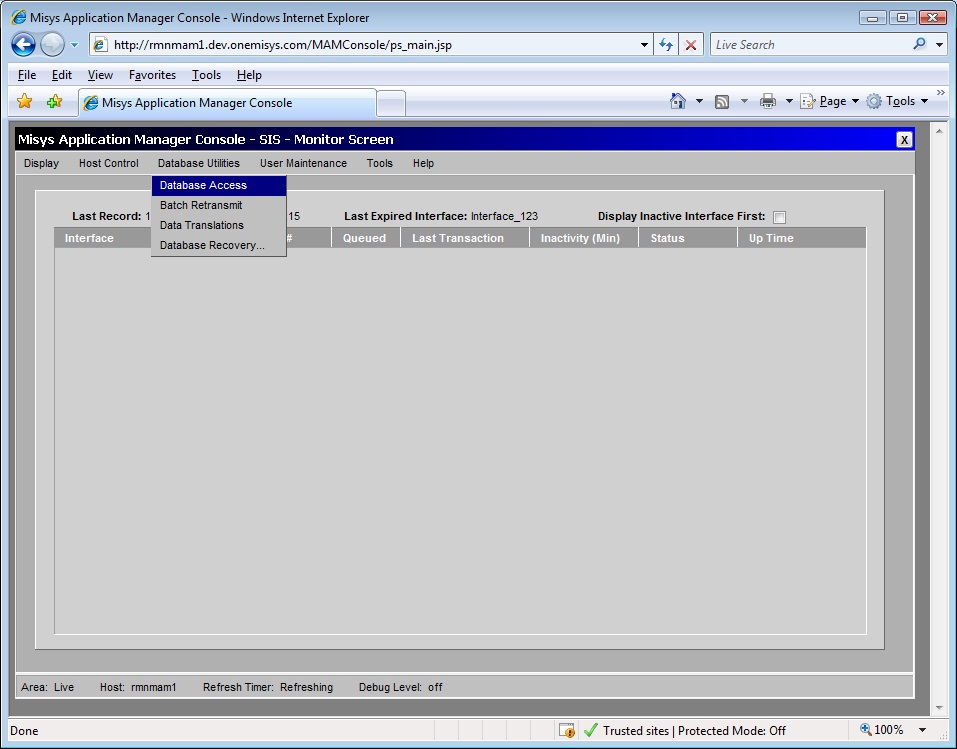 Misys Application Manager Console - Windows Internet Explorer
http://rmnmam1.dev.onemisys.com/MAMConsole/ps_main.jsp
Live Search
File Edit View Favorites Tools Help
Misys Application Manager Console
Page Tools
Misys Application Manager Console - SIS - Monitor Screen
X
Display Host Control Database Utilities User Maintenance Tools Help
Database Access
Batch Retransmit
Data Translations
Database Recovery...
Last Record: 1 15 Last Expired Interface: Interface_123 Display Inactive Interface First:
Interface # Queued Last Transaction Inactivity (Min) Status Up Time
Area: Live Host: rmnmam1 Refresh Timer: Refreshing Debug Level: off
Done Trusted sites | Protected Mode: Off 100%